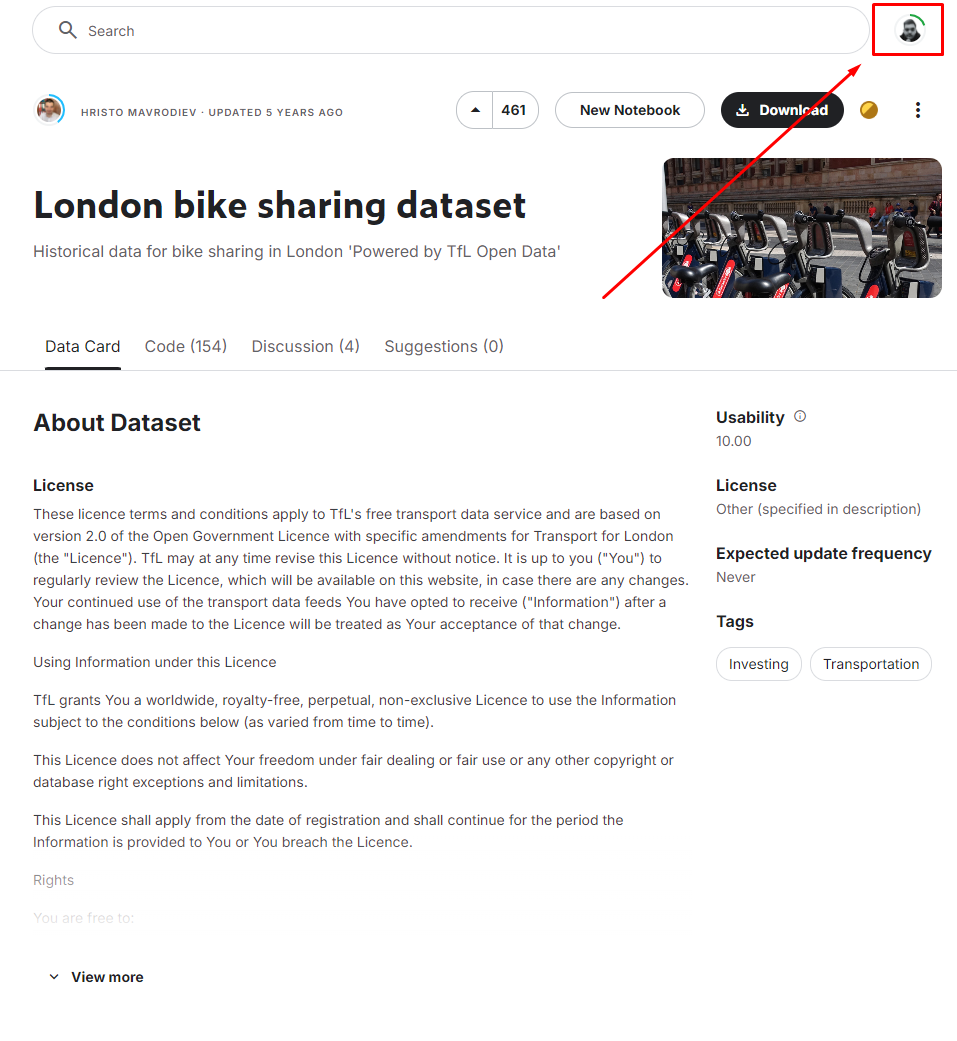 Search
HRISTO MAVRODIEV · UPDATED 5 YEARS AGO
461
New Notebook
Download
London bike sharing dataset
Historical data for bike sharing in London 'Powered by TfL Open Data'
Data Card
Code (154)
Discussion (4)
Suggestions (0)
About Dataset
License
These licence terms and conditions apply to TfL's free transport data service and are based on
version 2.0 of the Open Government Licence with specific amendments for Transport for London
(the "Licence"). TfL may at any time revise this Licence without notice. It is up to you ("You") to
regularly review the Licence, which will be available on this website, in case there are any changes.
Your continued use of the transport data feeds You have opted to receive ("Information") after a
change has been made to the Licence will be treated as Your acceptance of that change.
Using Information under this Licence
TfL grants You a worldwide, royalty-free, perpetual, non-exclusive Licence to use the Information
subject to the conditions below (as varied from time to time).
This Licence does not affect Your freedom under fair dealing or fair use or any other copyright or
database right exceptions and limitations.
This Licence shall apply from the date of registration and shall continue for the period the
Information is provided to You or You breach the Licence.
Rights
You are free to:
View more
Usability
10.00
License
Other (specified in description)
Expected update frequency
Never
Tags
Investing
Transportation